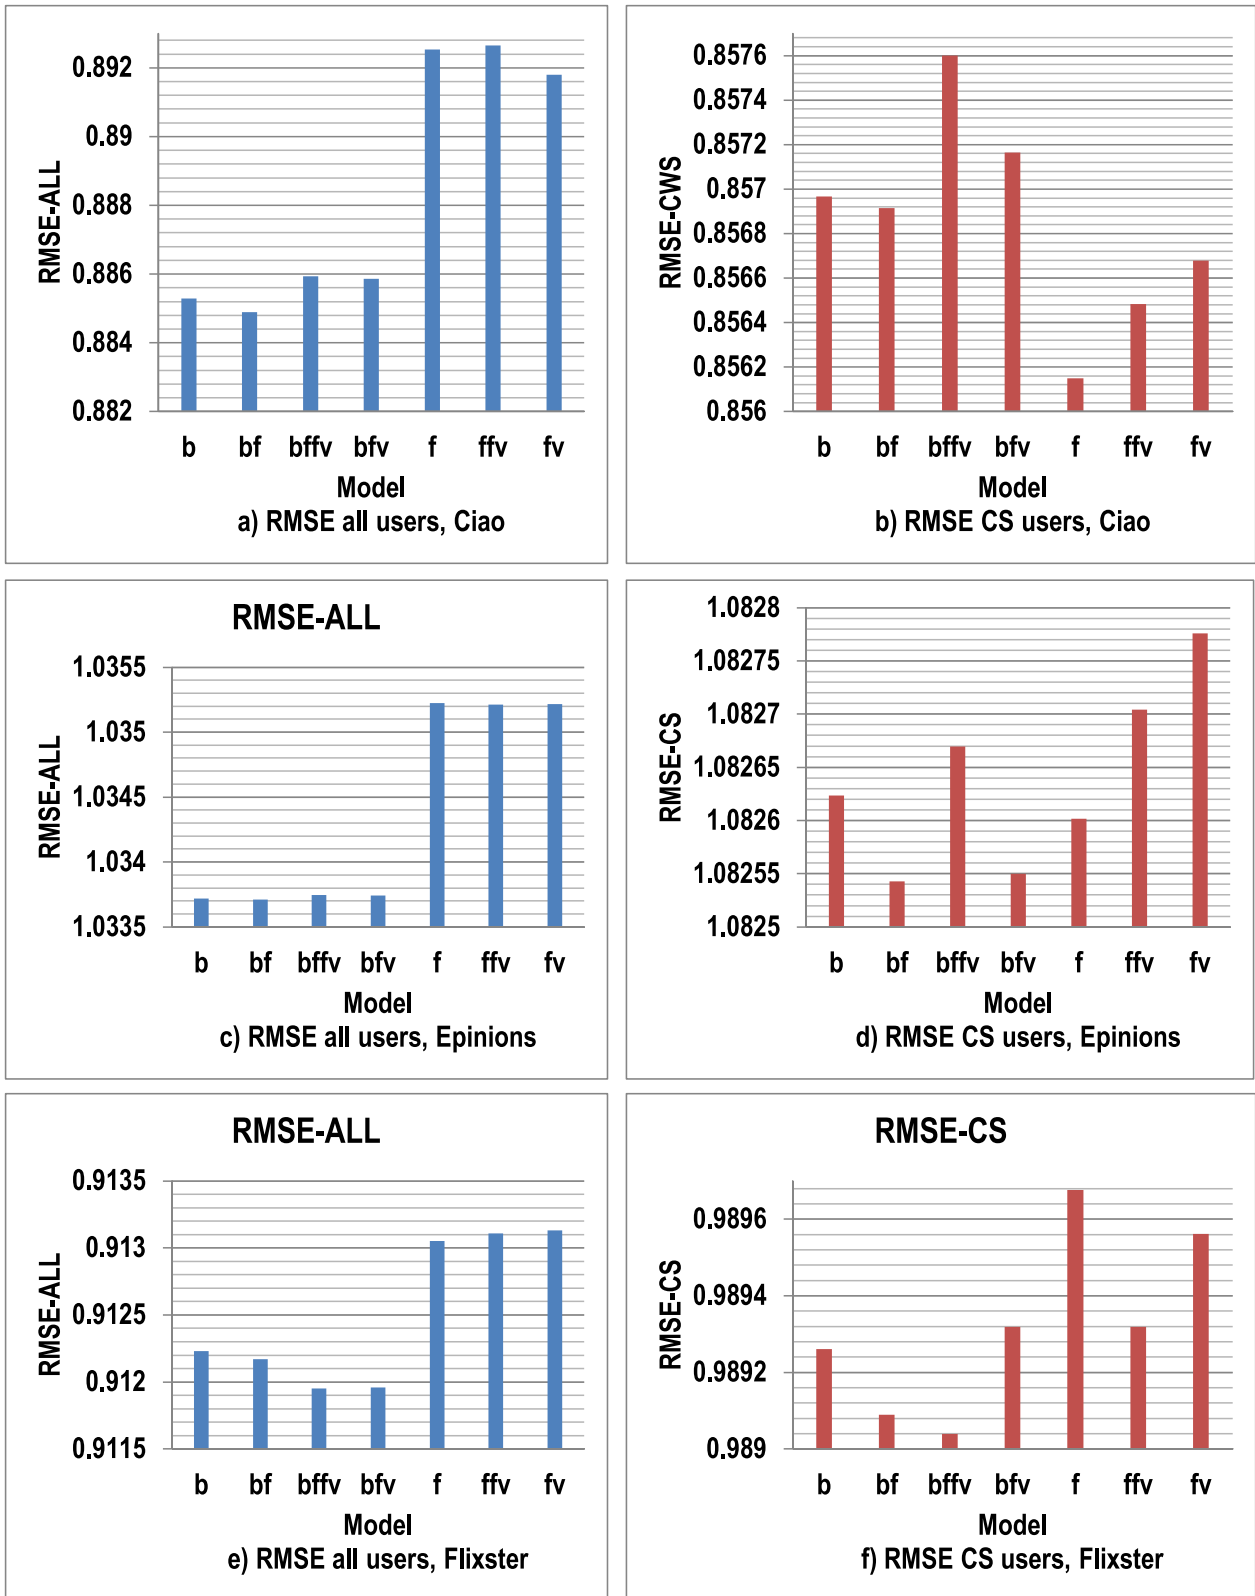 RMSE-ALL
0.892
0.89
0.888
0.886
0.884
0.882
b bf bffv bfv f ffv fv
Model
a) RMSE all users, Ciao
RMSE-CWS
0.8576
0.8574
0.8572
0.857
0.8568
0.8566
0.8564
0.8562
0.856
b bf bffv bfv f ffv fv
Model
b) RMSE CS users, Ciao
RMSE-ALL
RMSE-ALL
1.0355
1.035
1.0345
1.034
1.0335
b bf bffv bfv f ffv fv
Model
c) RMSE all users, Epinions
RMSE-CS
1.0828
1.08275
1.0827
1.08265
1.0826
1.08255
1.0825
b bf bffv bfv f ffv fv
Model
d) RMSE CS users, Epinions
RMSE-ALL
RMSE-ALL
0.9135
0.913
0.9125
0.912
0.9115
b bf bffv bfv f ffv fv
Model
e) RMSE all users, Flixster
RMSE-CS
RMSE-CS
0.9896
0.9894
0.9892
0.989
b bf bffv bfv f ffv fv
Model
f) RMSE CS users, Flixster